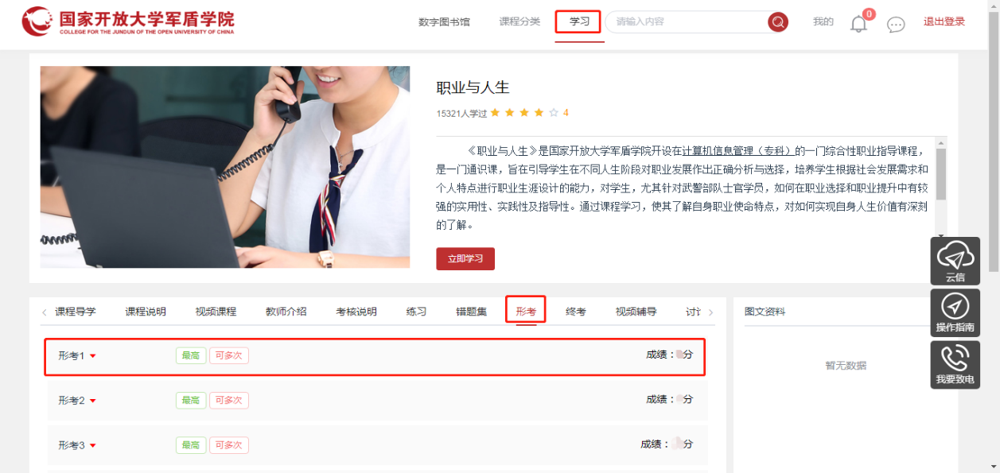 国家开放大学军盾学院
COLLEGE FOR THE JUNDUN OF THE OPEN UNIVERSITY OF CHINA
数字图书馆 课程分类 学习 请输入内容 我的 0 退出登录
职业与人生
15321人学过 4
《职业与人生》是国家开放大学军盾学院开设在计算机信息管理（专科）的一门综合性职业指导课程，
是一门通识课，旨在引导学生在不同人生阶段对职业发展作出正确分析与选择，培养学生根据社会发展需求和
个人特点进行职业生涯设计的能力，对学生，尤其针对武警部队士官学员，如何在职业选择和职业提升中有较
强的实用性、实践性及指导性。通过课程学习，使其了解自身职业使命特点，对如何实现自身人生价值有深刻
的了解。
立即学习
云信
操作指南
我要致电
课程导学 课程说明 视频课程 教师介绍 考核说明 练习 错题集 形考 终考 视频辅导
形考1 最高 可多次 成绩： 分
形考2 最高 可多次 成绩： 分
形考3 最高 可多次 成绩： 分
图文资料
暂无数据